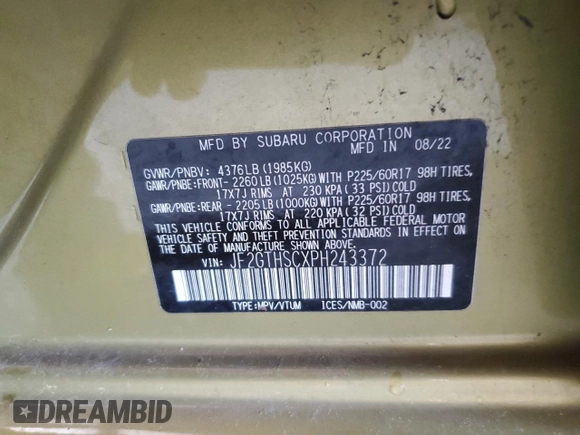 MFD BY SUBARU CORPORATION
MFD IN 08/22
GVWR/PNBV: 4376LB (1985KG)
GAWR/PNBE:FRONT- 2260LB (1025KG) WITH P225/60R17 98H TIRES,
17X7J RIMS AT 230 KPA (33 PSI) COLD
GAWR/PNBE:REAR - 2205LB (1000KG) WITH P225/60R17 98H TIRES,
17X7J RIMS AT 220 KPA (32 PSI) COLD
THIS VEHICLE CONFORMS TO ALL APPLICABLE FEDERAL MOTOR
VEHICLE SAFETY AND THEFT PREVENTION STANDARDS IN EFFECT
ON THE DATE OF MANUFACTURE SHOWN ABOVE.
VIN: JF2GTHSCXPH243372
TYPE:MPV/VTUM ICES/NMB-002
DREAMBID